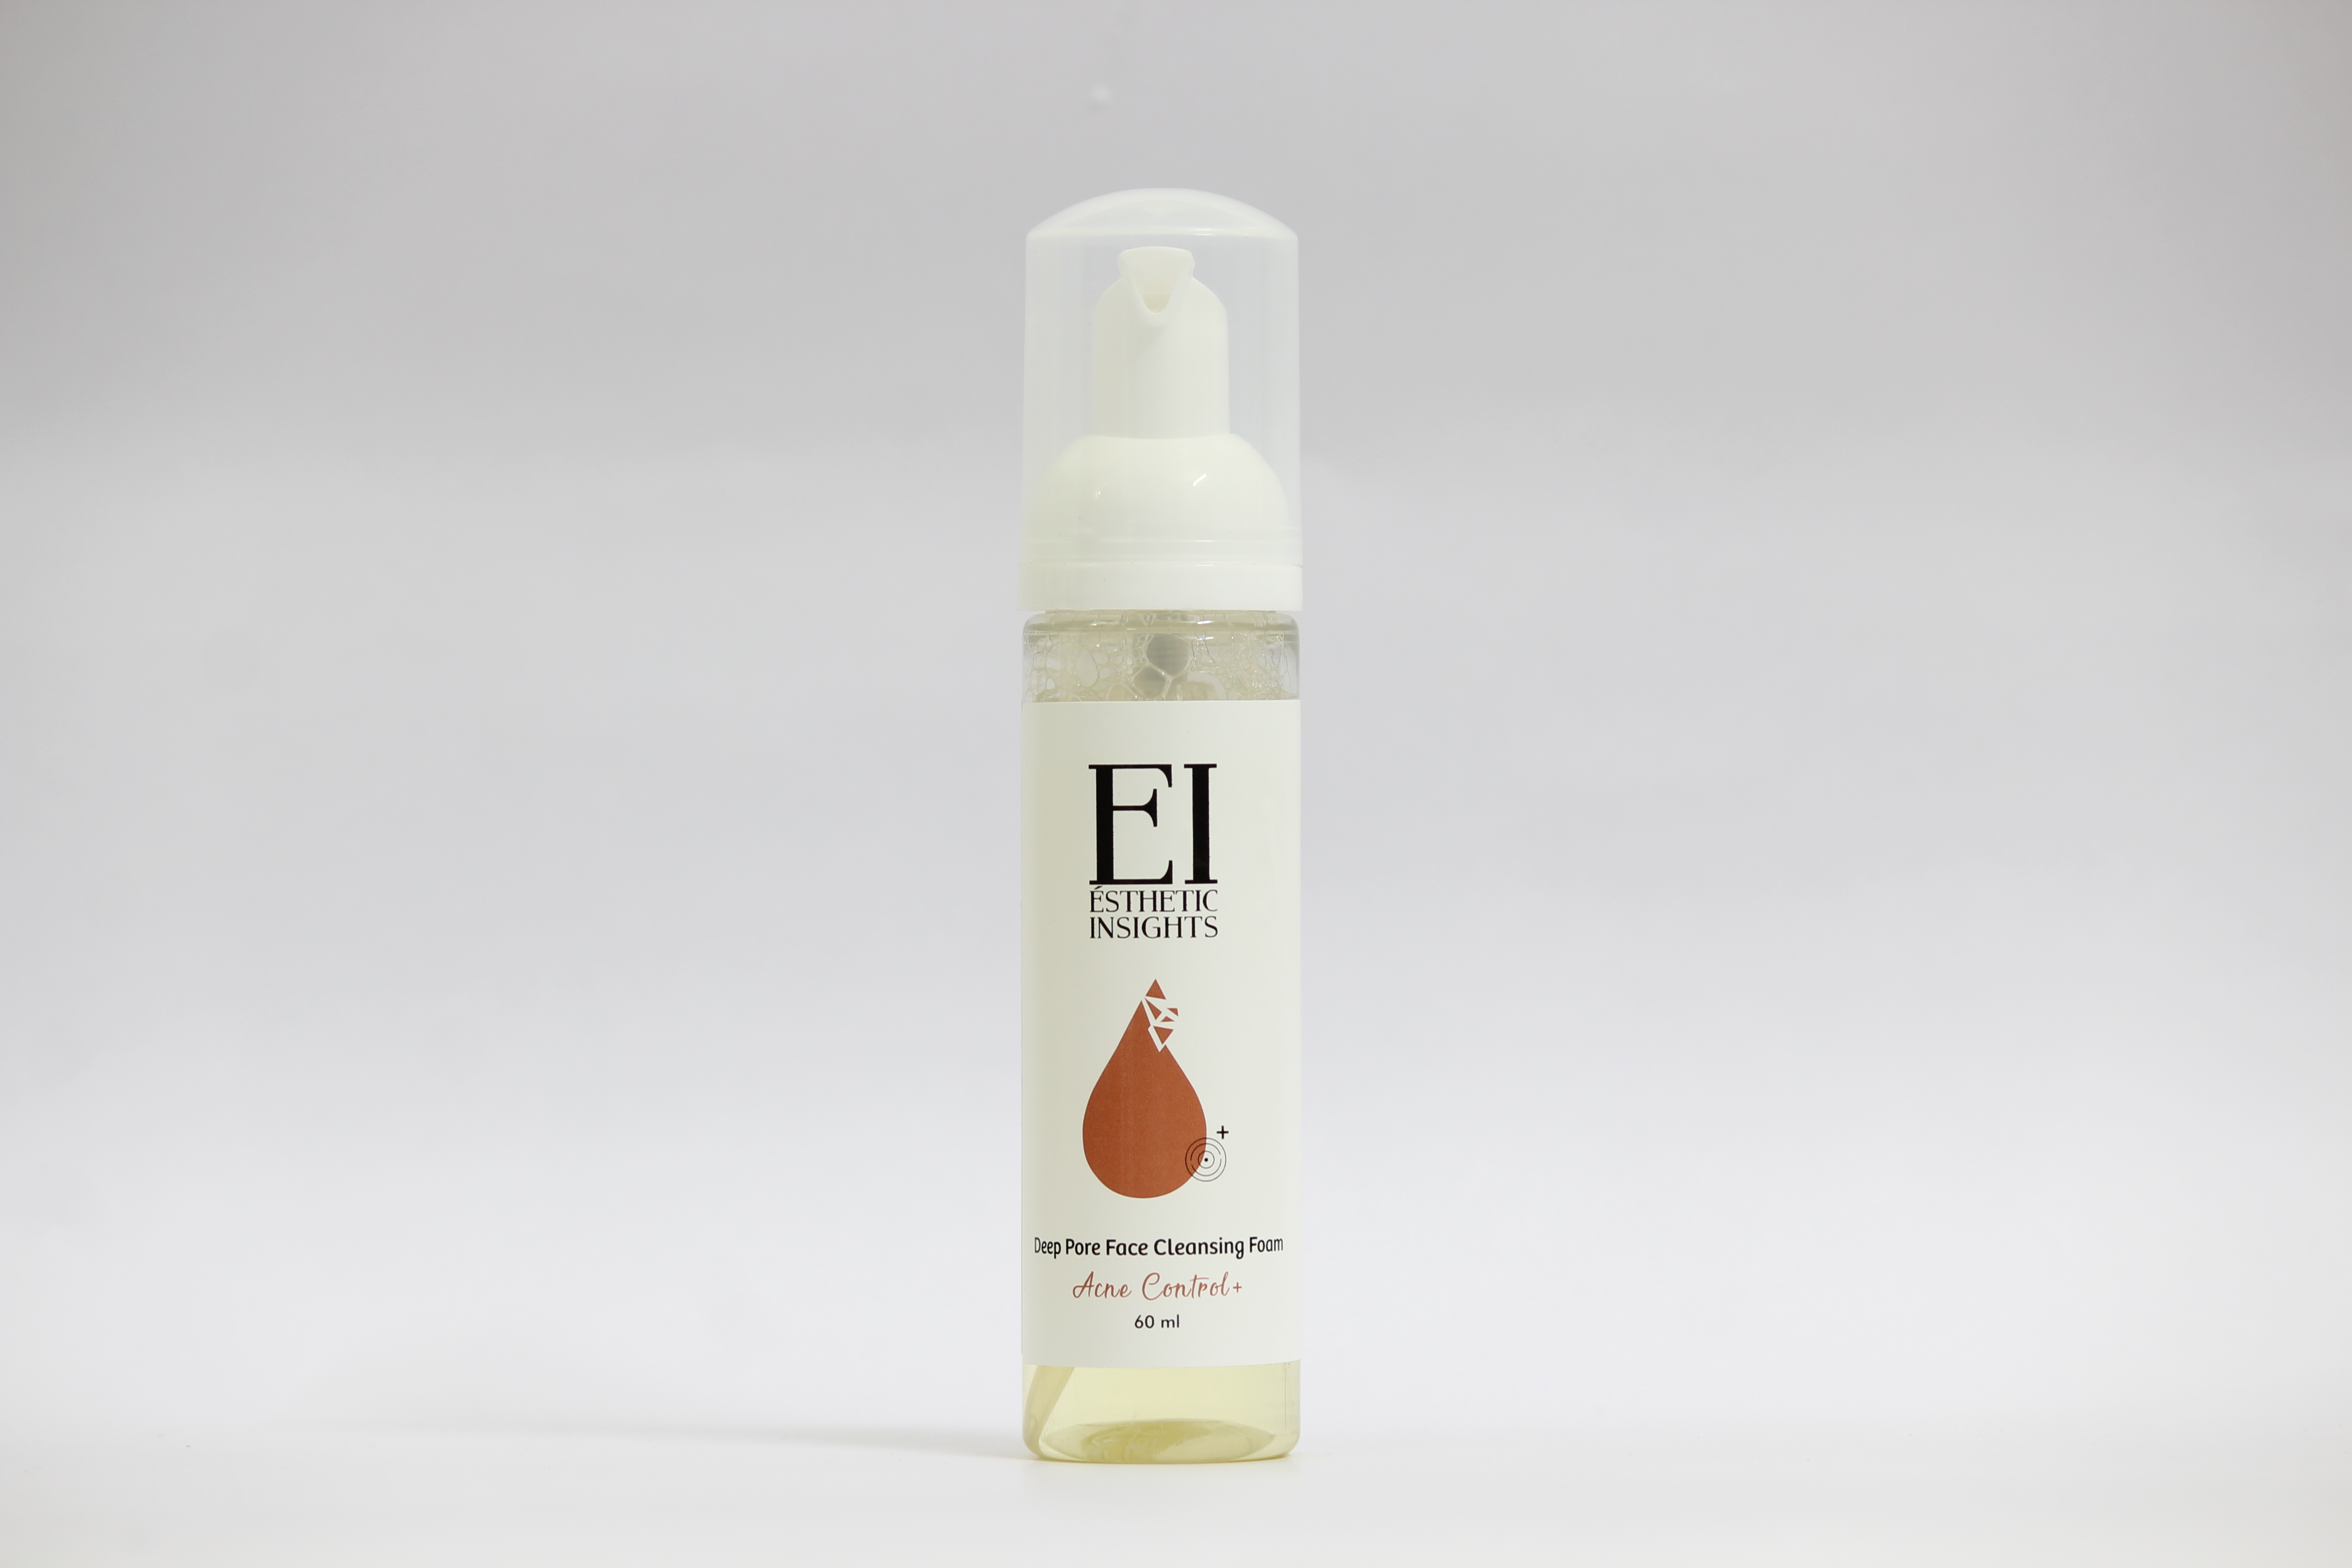 EI
ÉSTHETIC
INSIGHTS
+
Deep Pore Face Cleansing Foam
Acne Control+
60 ml